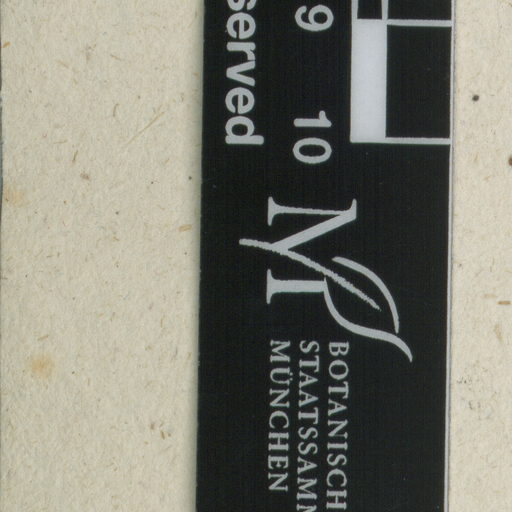 served
9 10
M
BOTANISCH
STAATSSAMM
MÜNCHEN